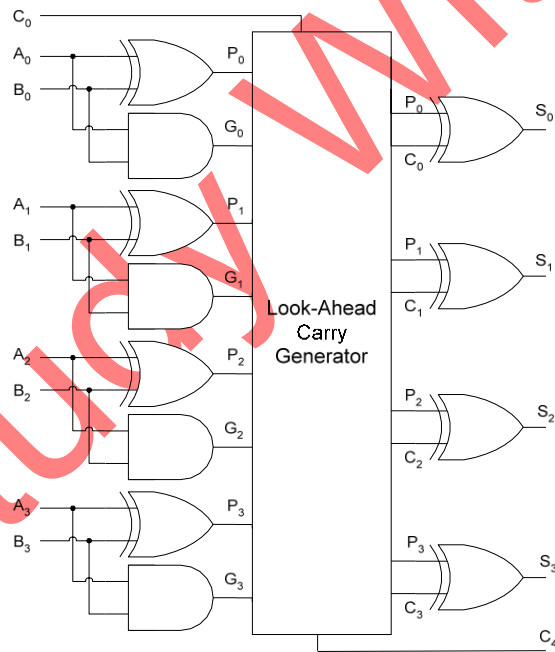 C0
A0
B0
P0
G0
P0
C0
S0
A1
B1
P1
G1
P1
C1
S1
Look-Ahead
Carry
Generator
A2
B2
P2
G2
P2
C2
S2
A3
B3
P3
G3
P3
C3
S3
C4